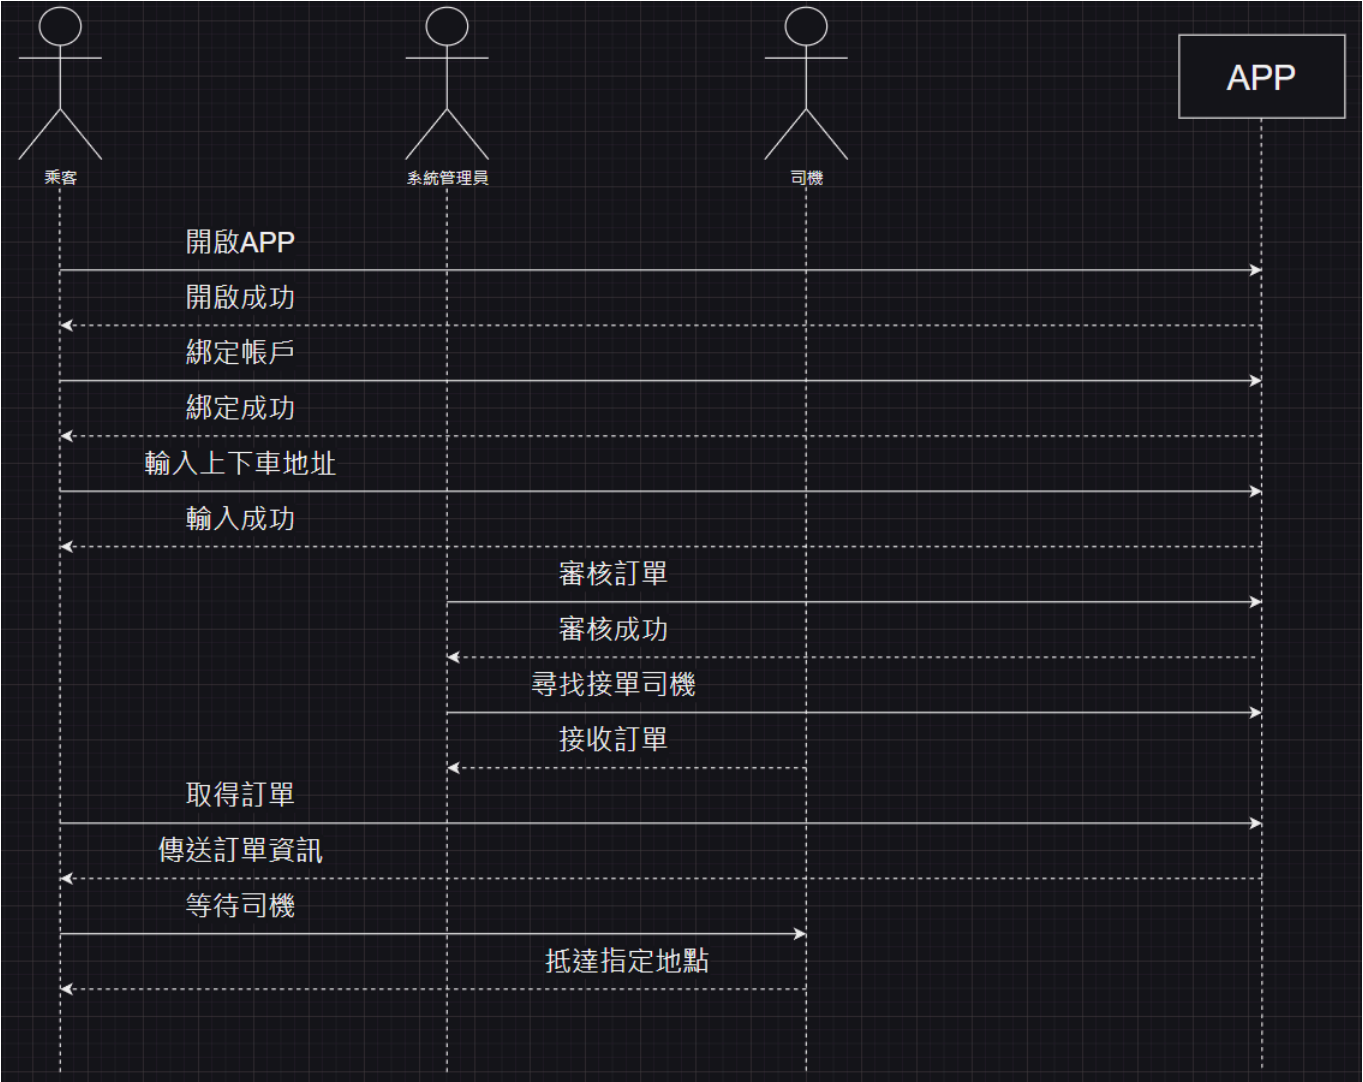 APP
乘客
系統管理員
司機
開啟APP
開啟成功
綁定帳戶
綁定成功
輸入上下車地址
輸入成功
審核訂單
審核成功
尋找接單司機
接收訂單
取得訂單
傳送訂單資訊
等待司機
抵達指定地點